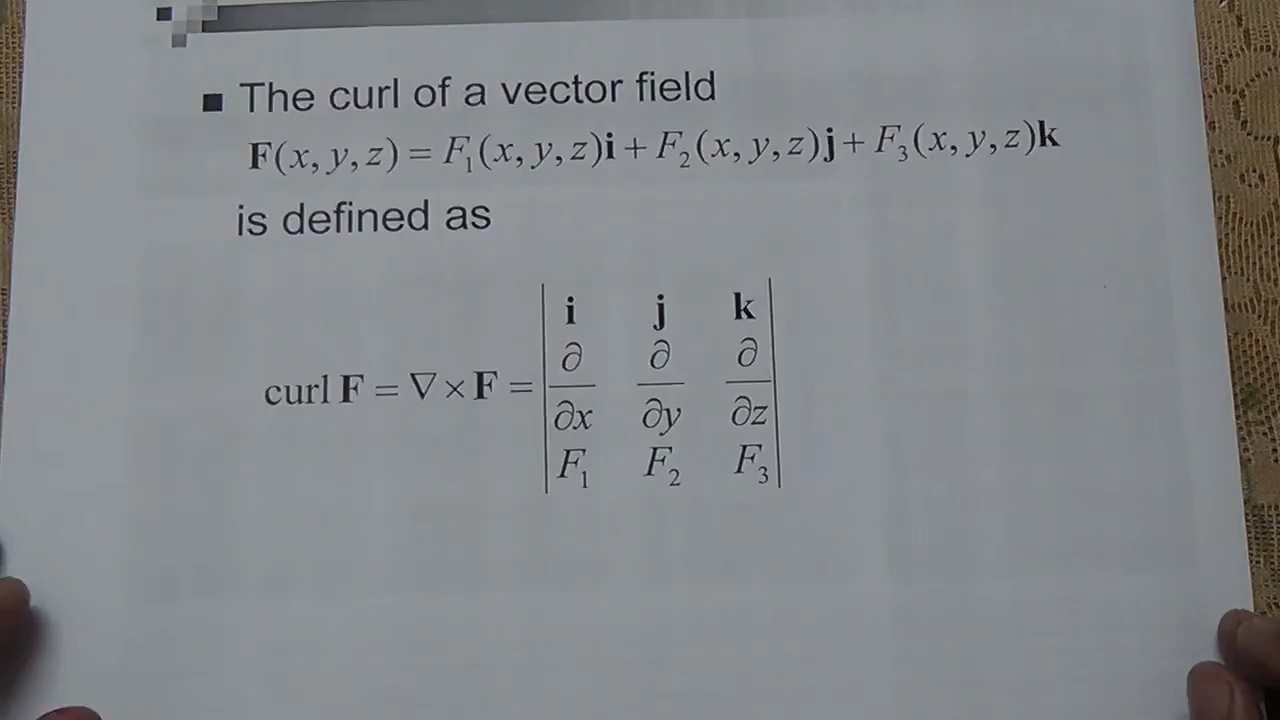 ■ The curl of a vector field
F(x, y, z) = F₁(x, y, z)i + F₂(x, y, z)j + F₃(x, y, z)k
is defined as
i j k
curl F = ∇×F = ∂/∂x ∂/∂y ∂/∂z
F₁ F₂ F₃